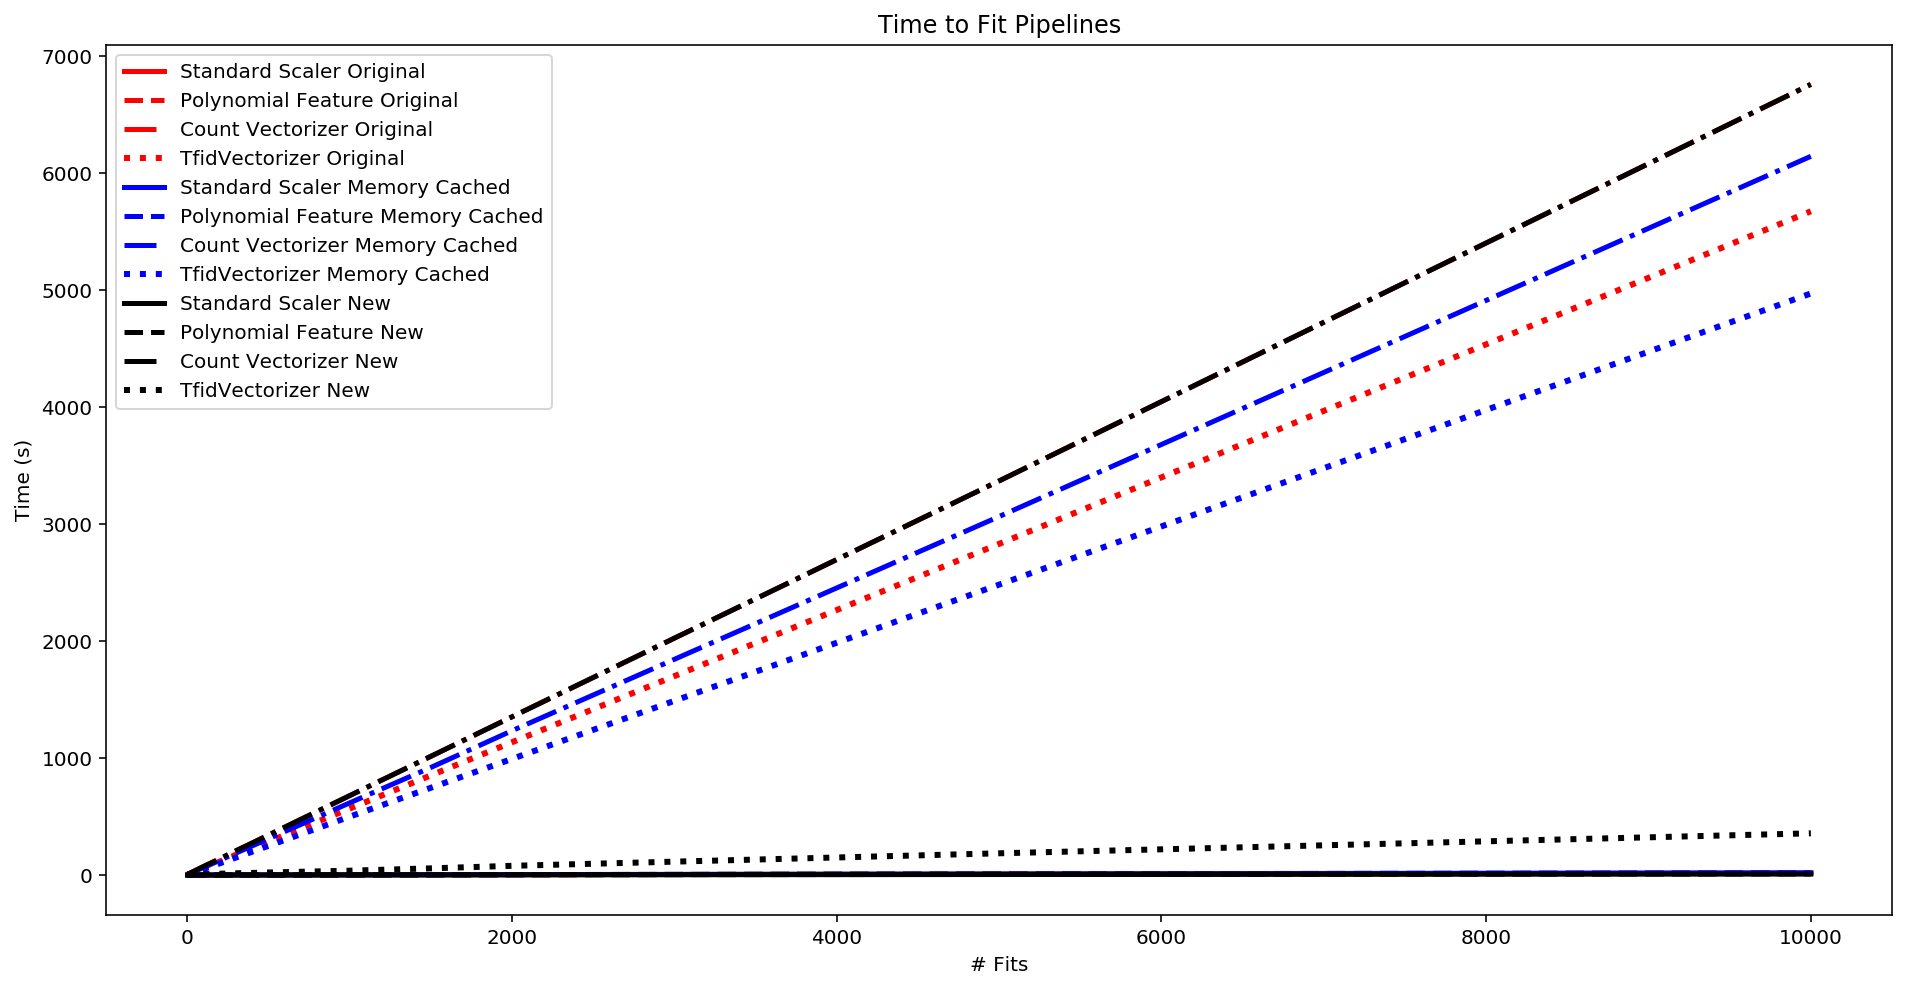 Time to Fit Pipelines
7000
6000
5000
4000
3000
2000
1000
0
Time (s)
Standard Scaler Original
Polynomial Feature Original
Count Vectorizer Original
TfidVectorizer Original
Standard Scaler Memory Cached
Polynomial Feature Memory Cached
Count Vectorizer Memory Cached
TfidVectorizer Memory Cached
Standard Scaler New
Polynomial Feature New
Count Vectorizer New
TfidVectorizer New
0 2000 4000 6000 8000 10000
# Fits